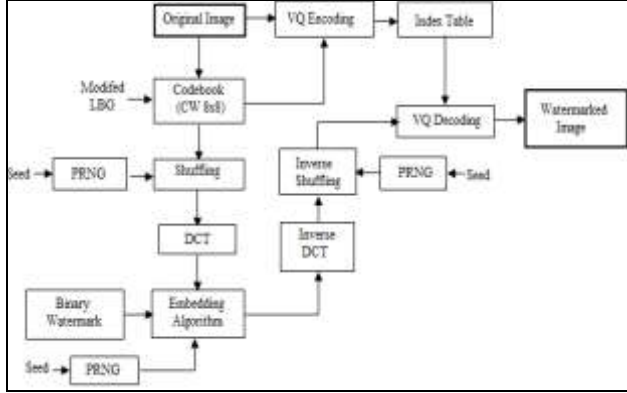 Original Image
VQ Encoding
Index Table
Modifed
LBG
Codebook
(CW 8x8)
VQ Decoding
Watermarked
Image
Seed
PRNG
Shuffling
Inverse
Shuffling
PRNG
Seed
DCT
Inverse
DCT
Binary
Watermark
Embedding
Algorithm
Seed
PRNG